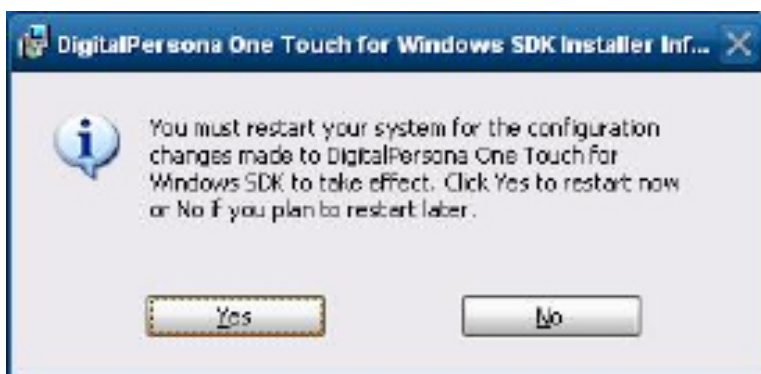 DigitalPersona One Touch for Windows SDK Installer Inf...
You must restart your system for the configuration
changes made to DigitalPersona One Touch for
Windows SDK to take effect. Click Yes to restart now
or No if you plan to restart later.
Yes
No